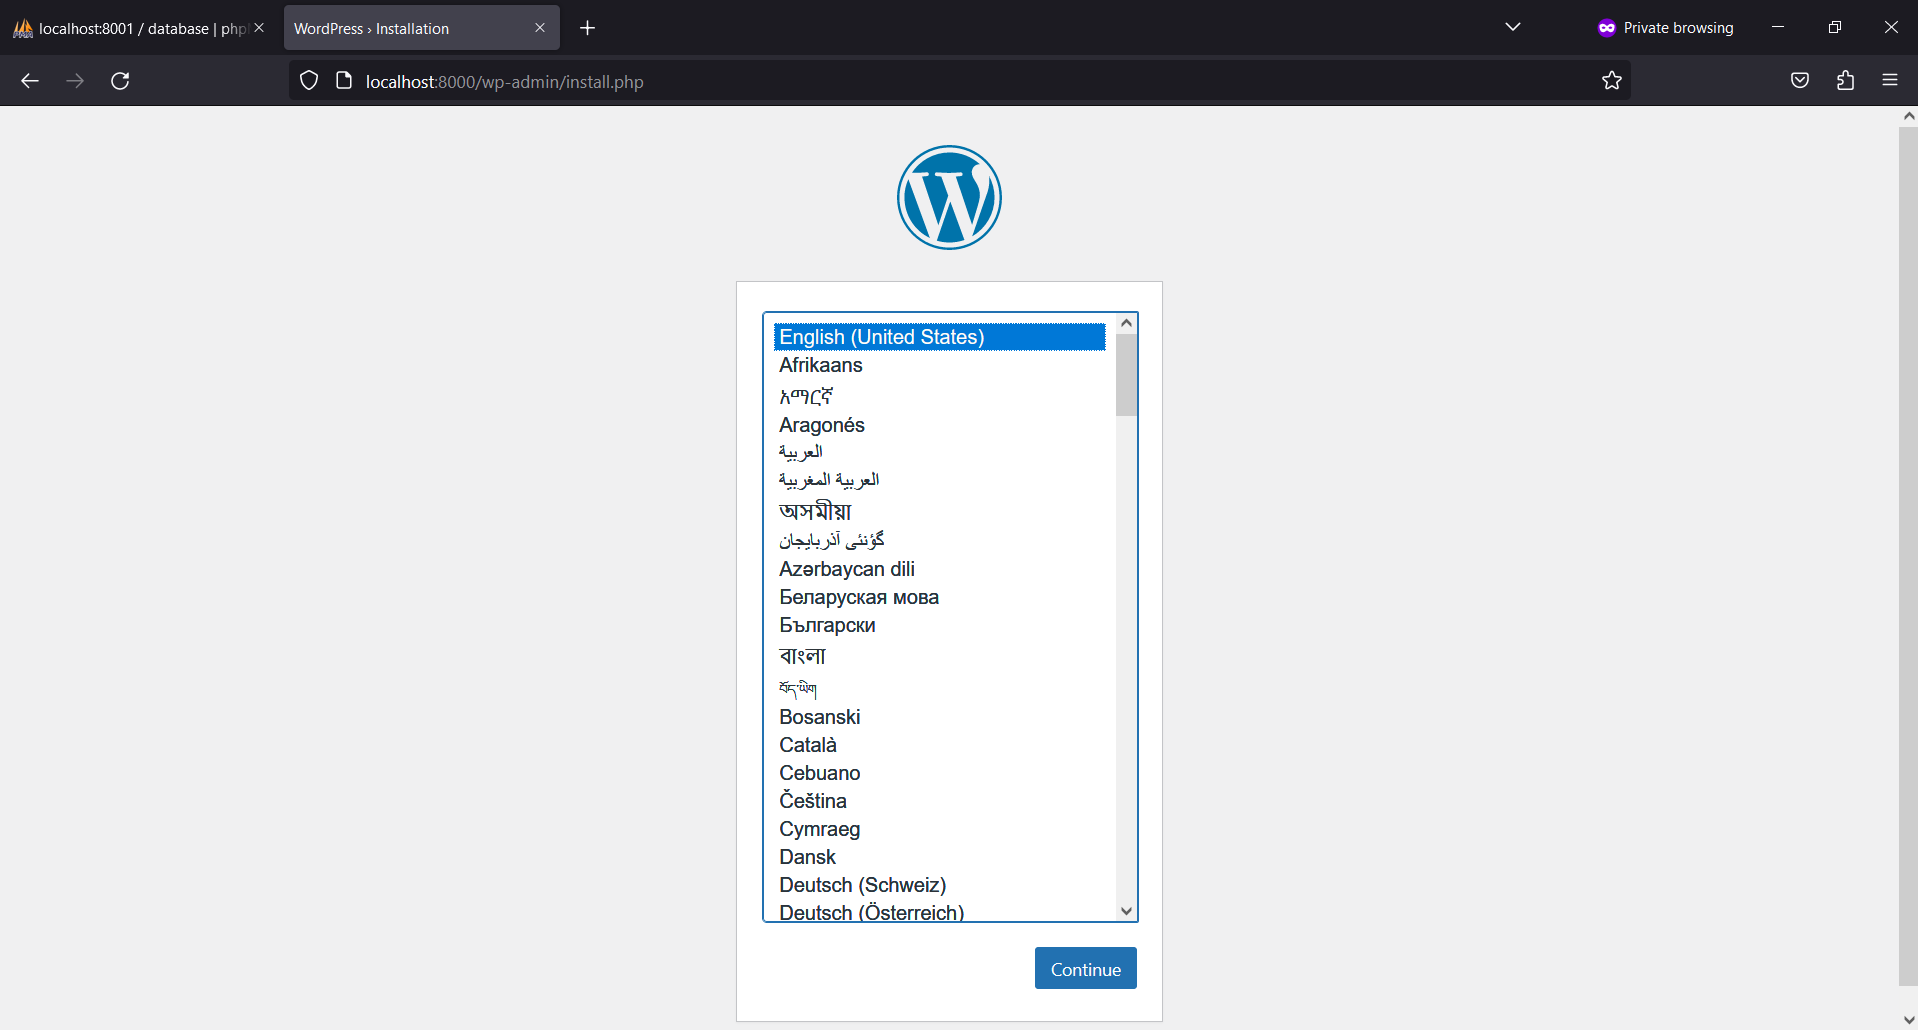 localhost:8001 / database | php
WordPress › Installation
Private browsing
localhost:8000/wp-admin/install.php
English (United States)
Afrikaans
አማርኛ
Aragonés
العربية
العربية المغربية
অসমীয়া
گؤنئی آذربایجان
Azərbaycan dili
Беларуская мова
Български
বাংলা
བོད་ཡིག
Bosanski
Català
Cebuano
Čeština
Cymraeg
Dansk
Deutsch (Schweiz)
Deutsch (Österreich)
Continue